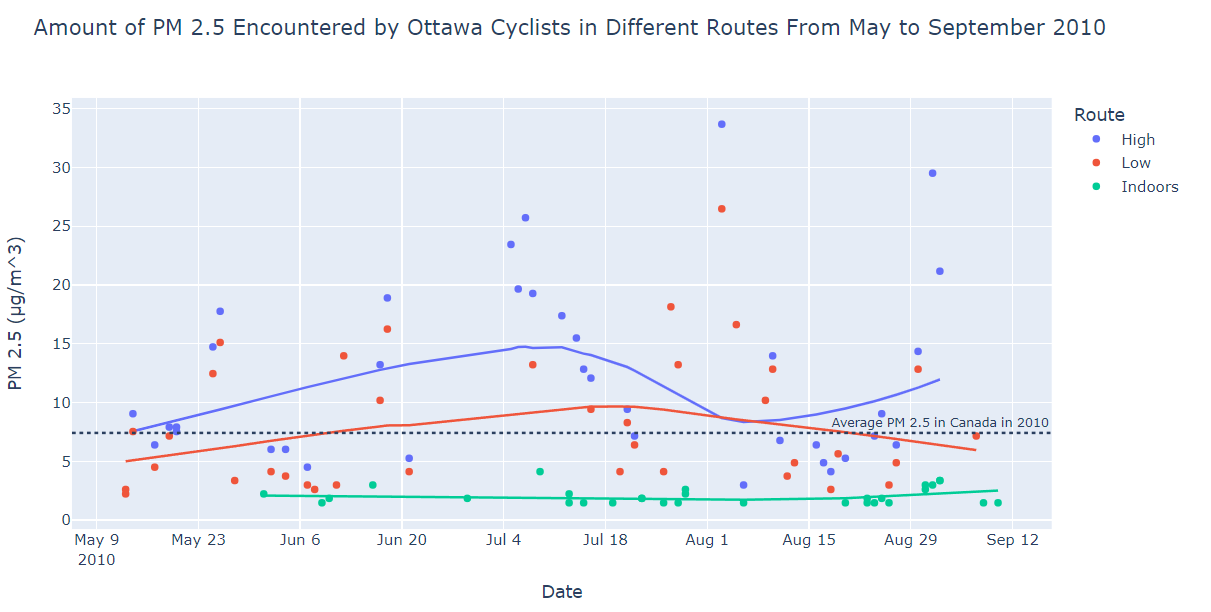 Amount of PM 2.5 Encountered by Ottawa Cyclists in Different Routes From May to September 2010
Route
High
Low
Indoors
PM 2.5 (µg/m^3)
35
30
25
20
15
10
5
0
Average PM 2.5 in Canada in 2010
May 9
2010
May 23
Jun 6
Jun 20
Jul 4
Jul 18
Aug 1
Aug 15
Aug 29
Sep 12
Date